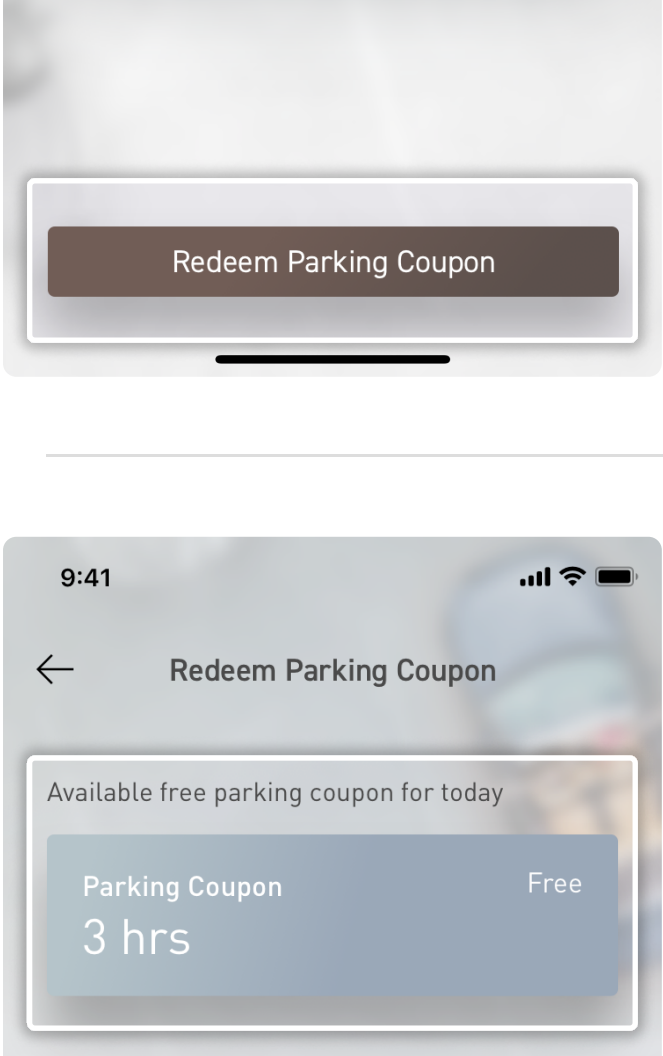 Redeem Parking Coupon
9:41
Redeem Parking Coupon
Available free parking coupon for today
Parking Coupon
Free
3 hrs